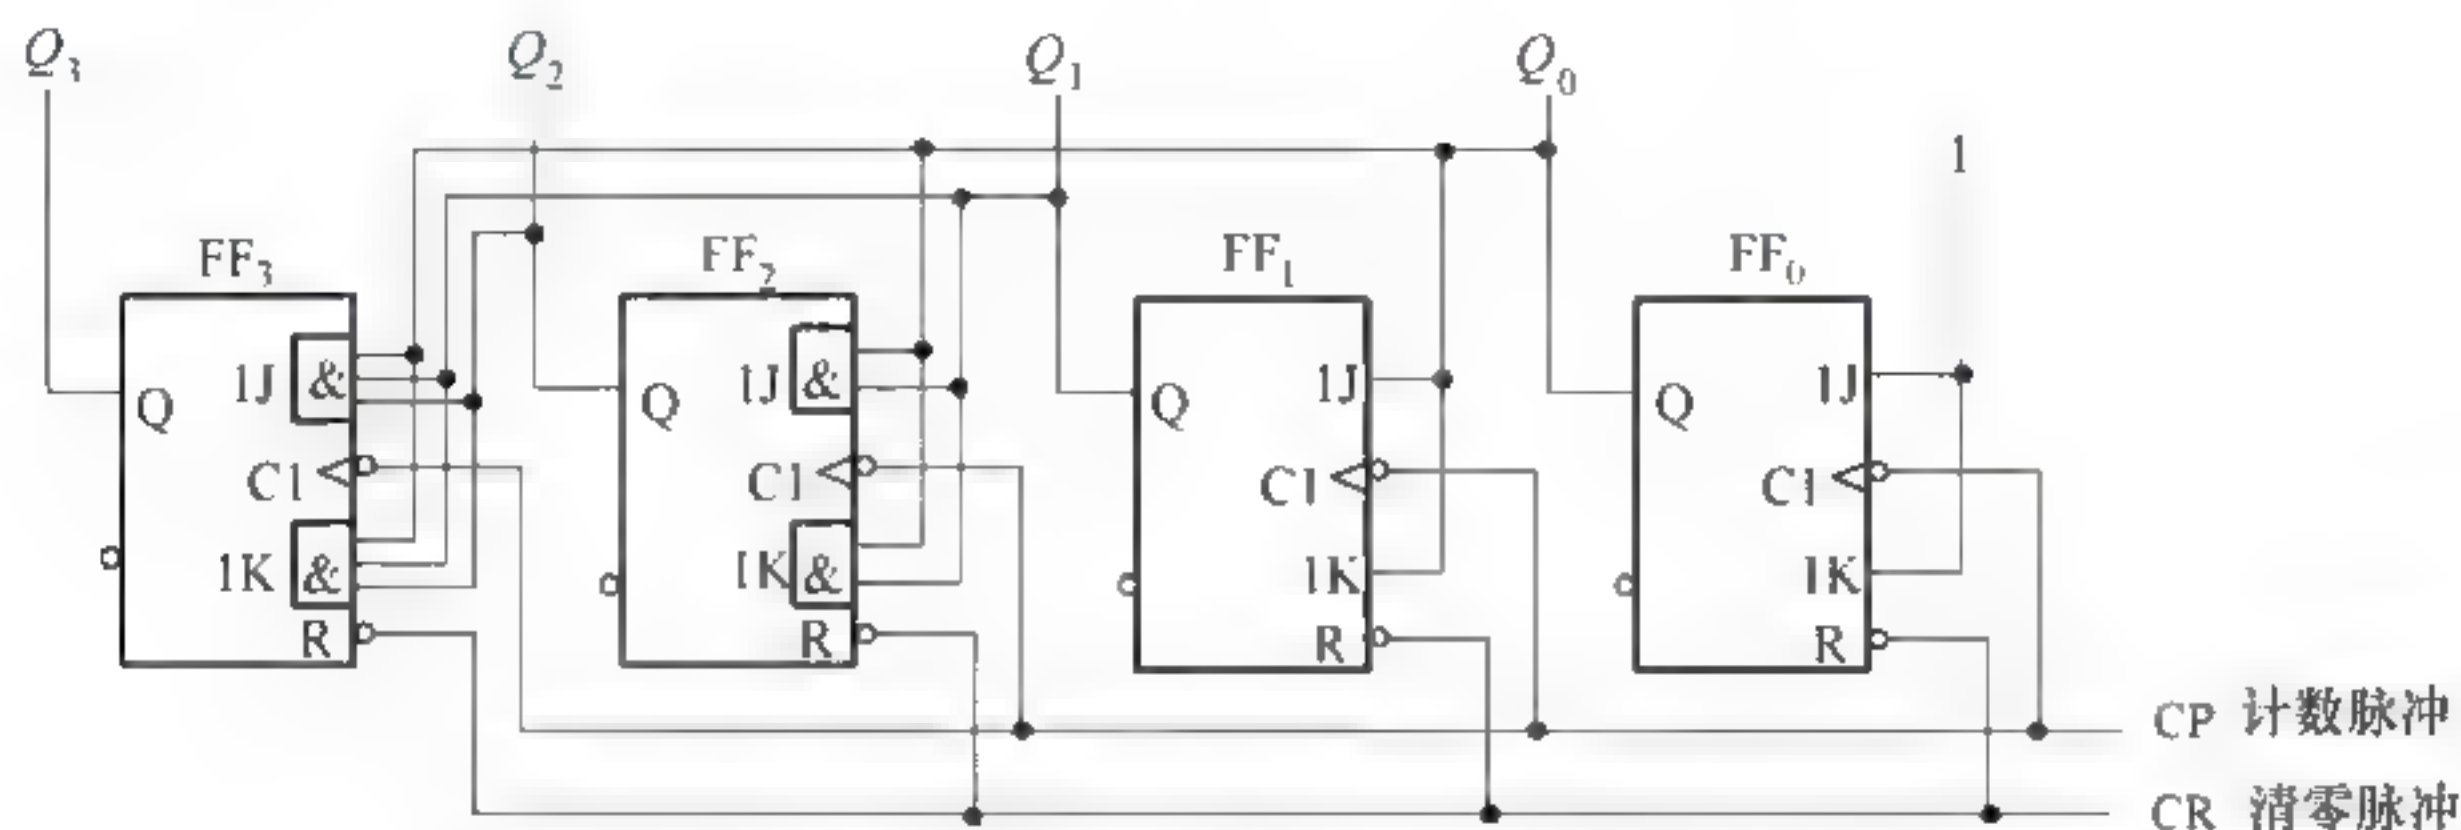 Q3 Q2 Q1 Q0
1
FF3 FF2 FF1 FF0
1J & 1J & 1J 1J
Q Q Q Q
C1 C1 C1 C1
1K & 1K & 1K 1K
R R R R
CP 计数脉冲
CR 清零脉冲